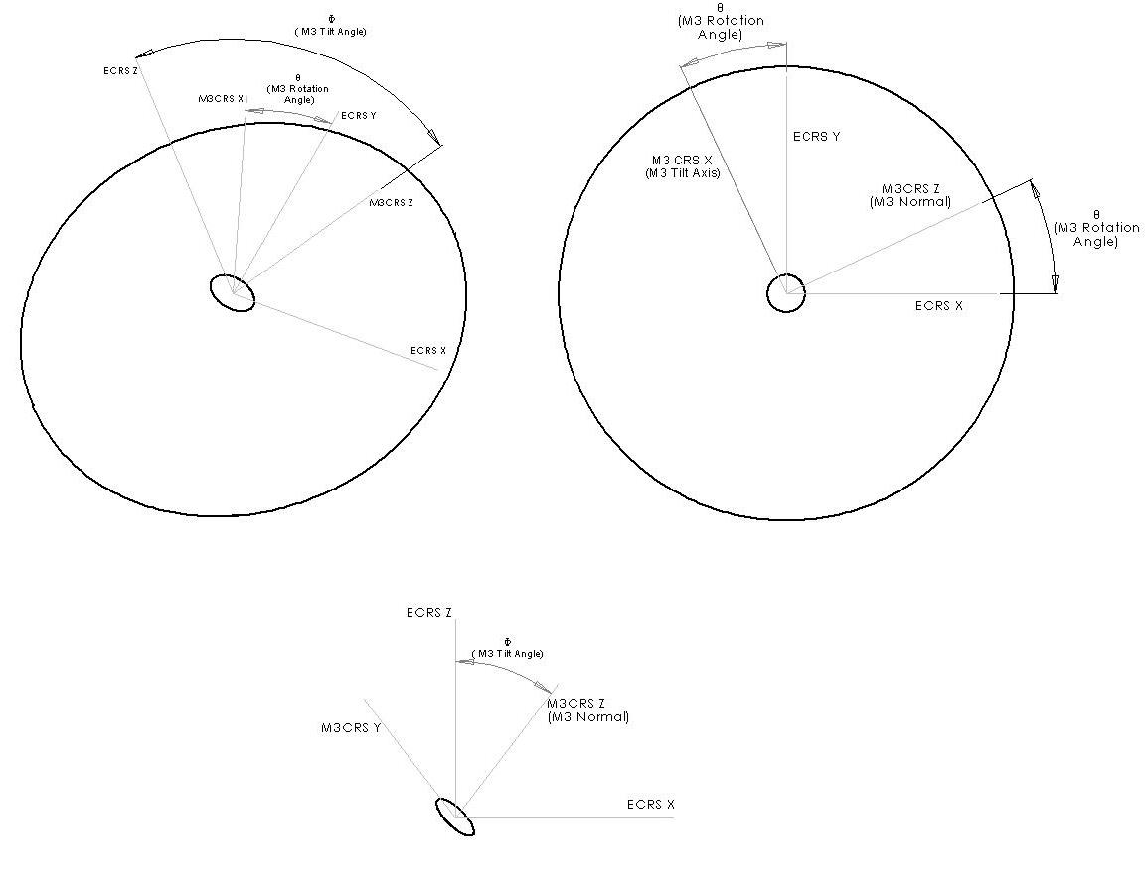 Φ
( M3 Tilt Angle)
ECRS Z
θ
(M3 Rotation
Angle)
M3CRS X
ECRS Y
M3CRS Z
ECRS X
θ
(M3 Rotction
Angle)
ECRS Y
M3 CRS X
(M3 Tilt Axis)
M3CRS Z
(M3 Normal)
θ
(M3 Rotation
Angle)
ECRS X
ECRS Z
Φ
( M3 Tilt Angle)
M3CRS Z
(M3 Normal)
M3CRS Y
ECRS X